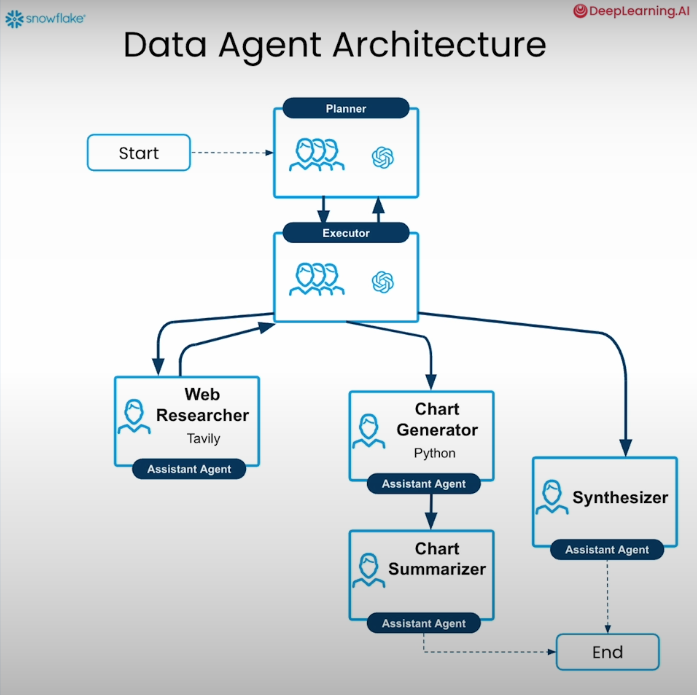 snowflake®
DeepLearning.AI
Data Agent Architecture
Planner
Start
Executor
Web
Researcher
Tavily
Assistant Agent
Chart
Generator
Python
Assistant Agent
Synthesizer
Assistant Agent
Chart
Summarizer
Assistant Agent
End